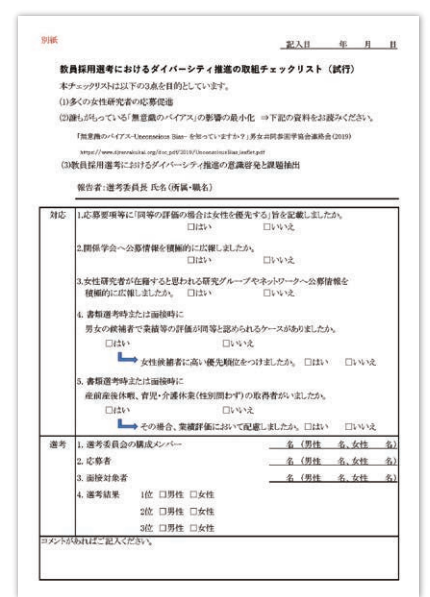 別紙
記入日　年　月　日
教員採用選考におけるダイバーシティ推進の取組チェックリスト（試行）
本チェックリストは以下の3点を目的としています。
(1)多くの女性研究者の応募促進
(2)誰もがもっている「無意識のバイアス」の影響の最小化　⇒下記の資料をお読みください。
「無意識のバイアス-Unconscious Bias- を知っていますか？」男女共同参画学協会連絡会(2019)
(3)教員採用選考におけるダイバーシティ推進の意識啓発と課題抽出
報告者：選考委員長 氏名(所属・職名)
対応
1.応募要項等に「同等の評価の場合は女性を優先する」旨を記載しましたか。
□はい　□いいえ
2.関係学会へ公募情報を積極的に広報しましたか。
□はい　□いいえ
3.女性研究者が在籍すると思われる研究グループやネットワークへ公募情報を
積極的に広報しましたか。　□はい　□いいえ
4. 書類選考時または面接時に
男女の候補者で業績等の評価が同等と認められるケースがありましたか。
□はい　□いいえ
女性候補者に高い優先順位をつけましたか。□はい　□いいえ
5. 書類選考時または面接時に
産前産後休暇、育児・介護休業(性別問わず)の取得者がいましたか。
□はい　□いいえ
その場合、業績評価において配慮しましたか。□はい　□いいえ
選考
1. 選考委員会の構成メンバー　名（男性　名、女性　名)
2. 応募者　名（男性　名、女性　名)
3. 面接対象者　名（男性　名、女性　名)
4. 選考結果　1位 □男性 □女性
2位 □男性 □女性
3位 □男性 □女性
コメントがあればご記入ください。